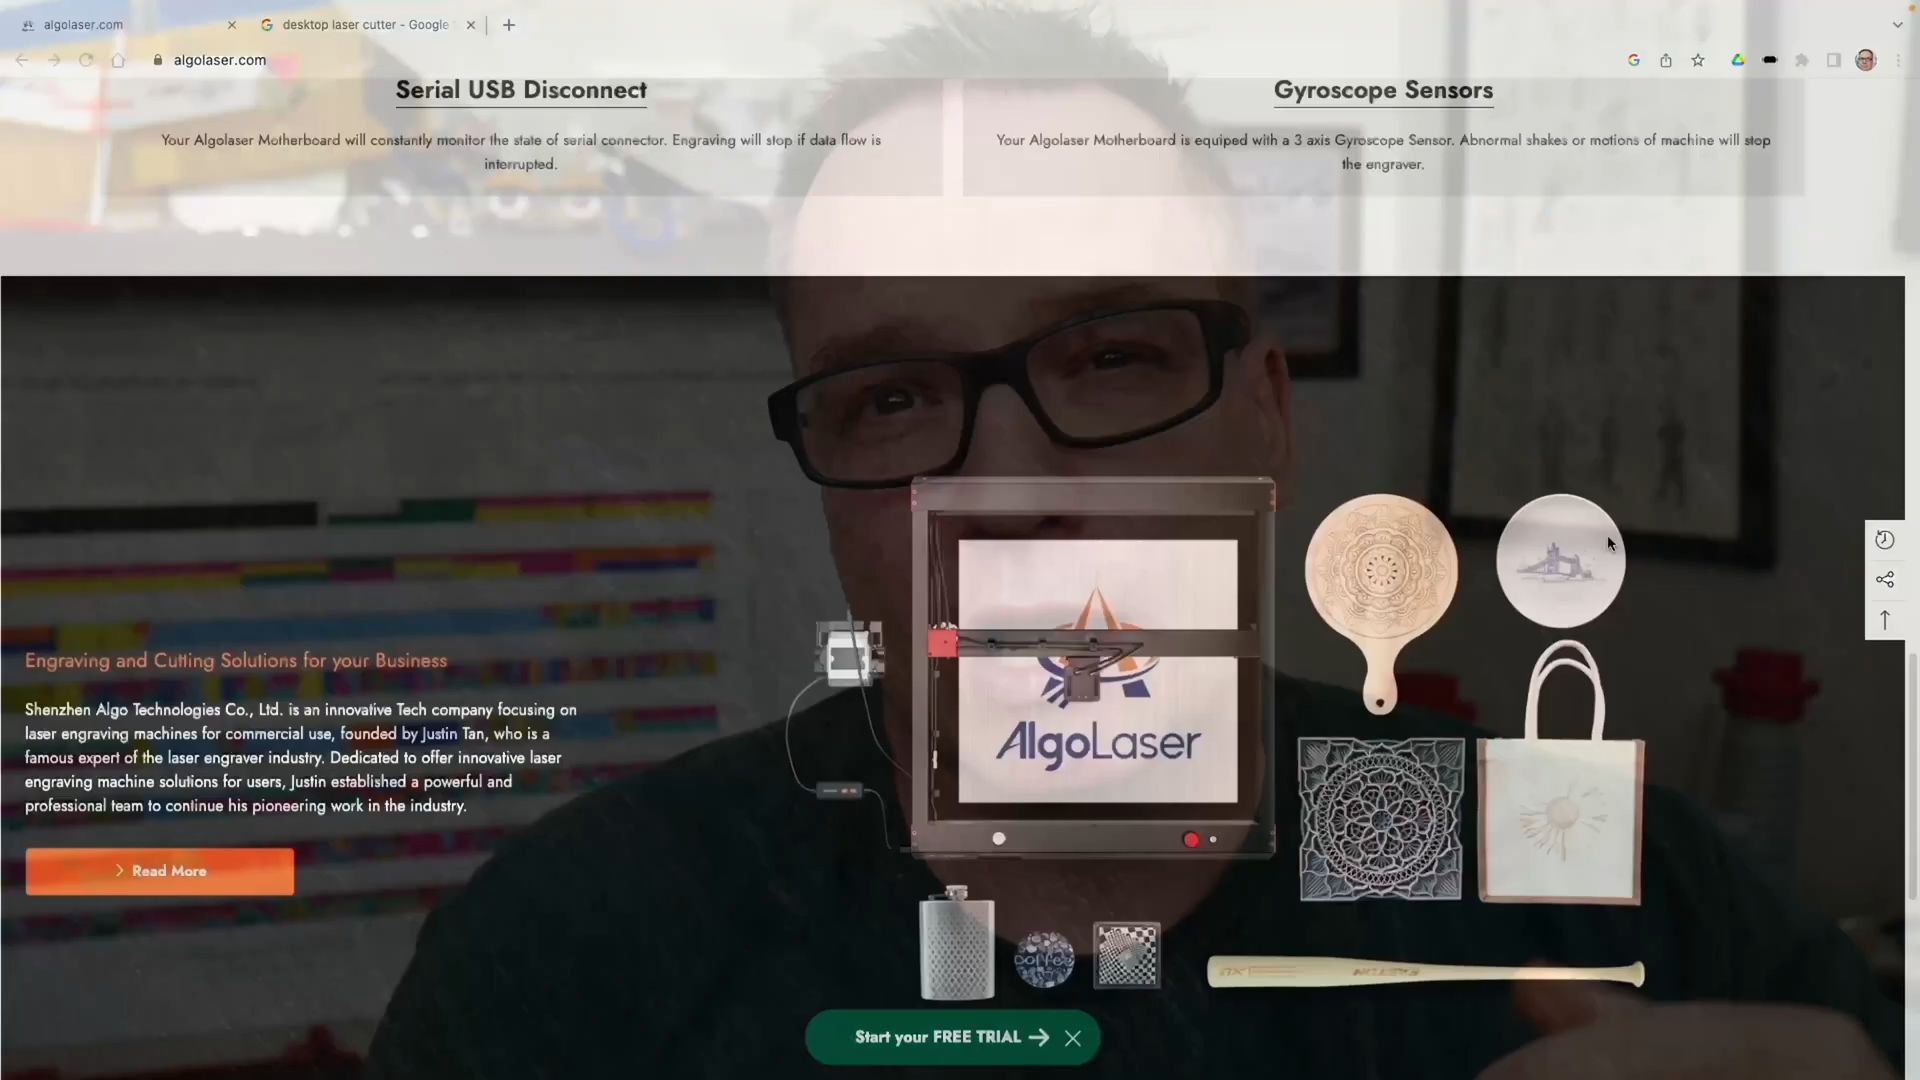 algolaser.com
desktop laser cutter - Google
algolaser.com
Serial USB Disconnect
Your Algolaser Motherboard will constantly monitor the state of serial connector. Engraving will stop if data flow is
interrupted.
Gyroscope Sensors
Your Algolaser Motherboard is equiped with a 3 axis Gyroscope Sensor. Abnormal shakes or motions of machine will stop
the engraver.
Engraving and Cutting Solutions for your Business
Shenzhen Algo Technologies Co., Ltd. is an innovative Tech company focusing on
laser engraving machines for commercial use, founded by Justin Tan, who is a
famous expert of the laser engraver industry. Dedicated to offer innovative laser
engraving machine solutions for users, Justin established a powerful and
professional team to continue his pioneering work in the industry.
Read More
AlgoLaser
coffee
EASTON
Start your FREE TRIAL